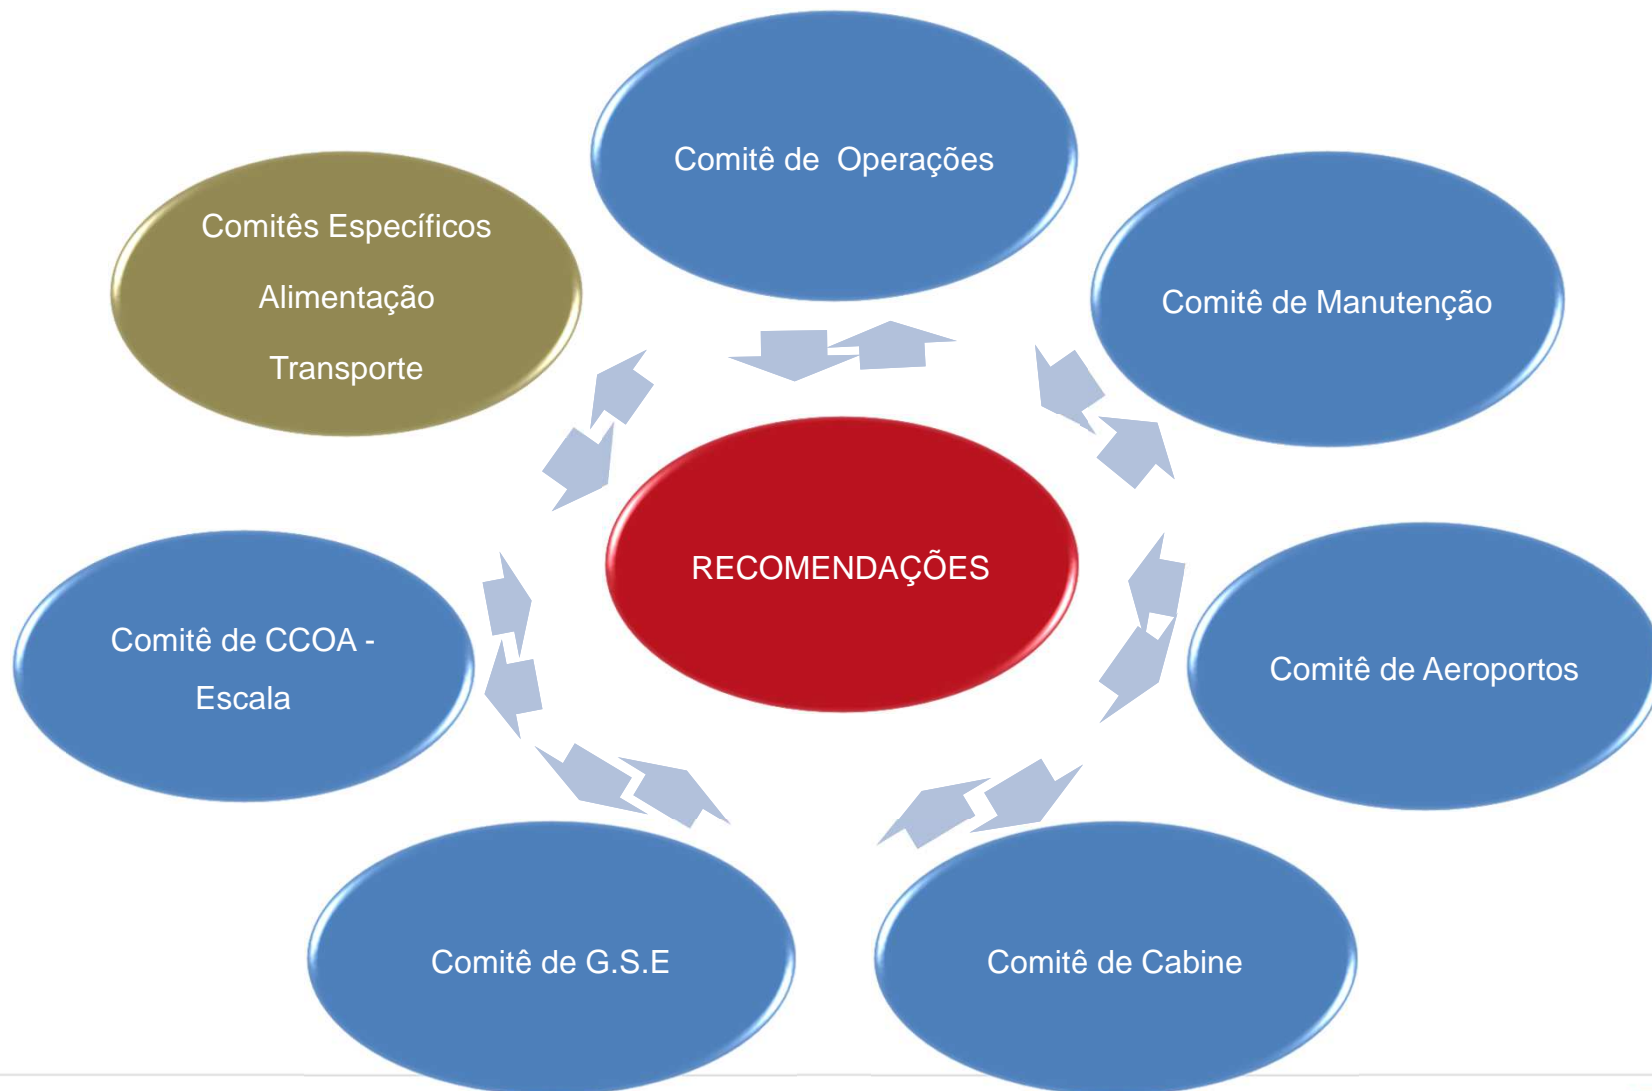 Comitê de  Operações
Comitê de Manutenção
Comitê de Aeroportos
Comitê de Cabine
Comitê de G.S.E
Comitê de CCOA -
Escala
Comitês Específicos
Alimentação
Transporte
RECOMENDAÇÕES